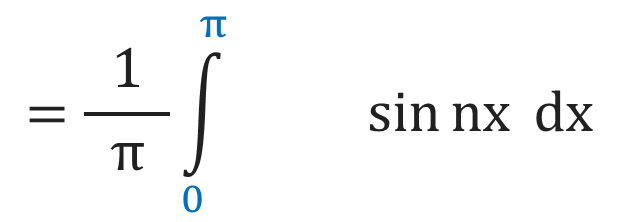 = 1/π ∫₀^π sin nx dx